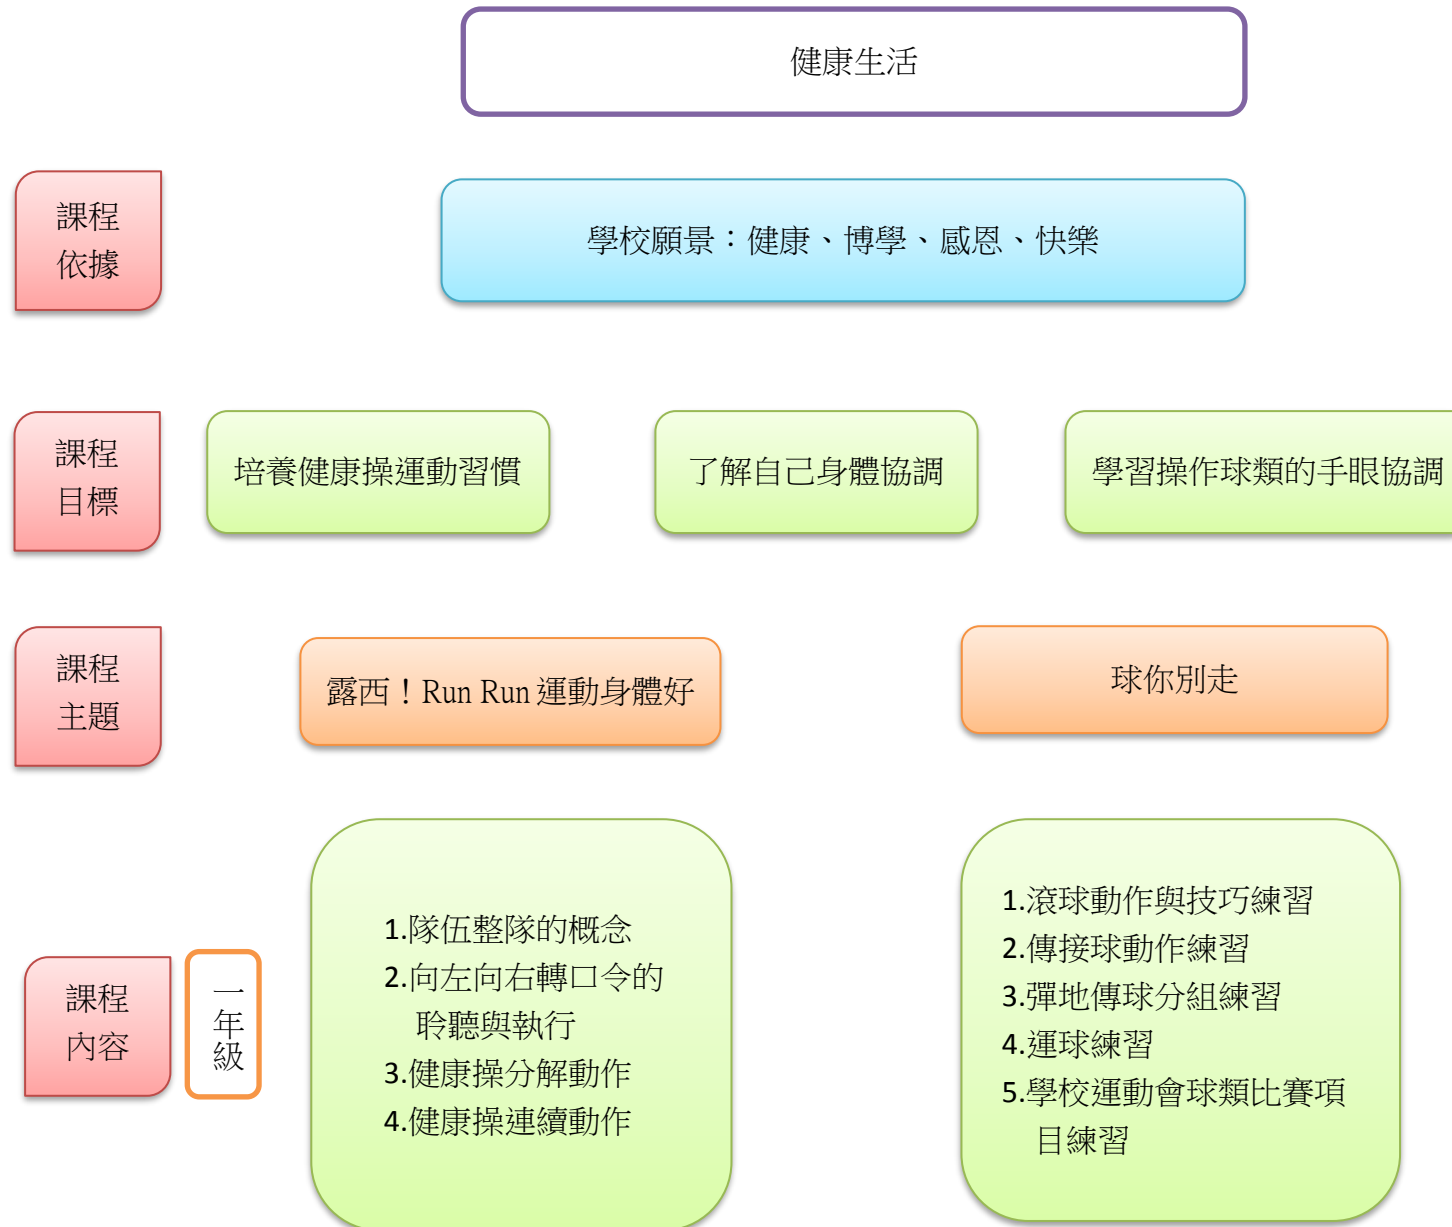 健康生活
課程
依據
學校願景：健康、博學、感恩、快樂
課程
目標
培養健康操運動習慣
了解自己身體協調
學習操作球類的手眼協調
課程
主題
露西！Run Run 運動身體好
球你別走
課程
內容
一年級
1.隊伍整隊的概念
2.向左向右轉口令的
聆聽與執行
3.健康操分解動作
4.健康操連續動作
1.滾球動作與技巧練習
2.傳接球動作練習
3.彈地傳球分組練習
4.運球練習
5.學校運動會球類比賽項
目練習